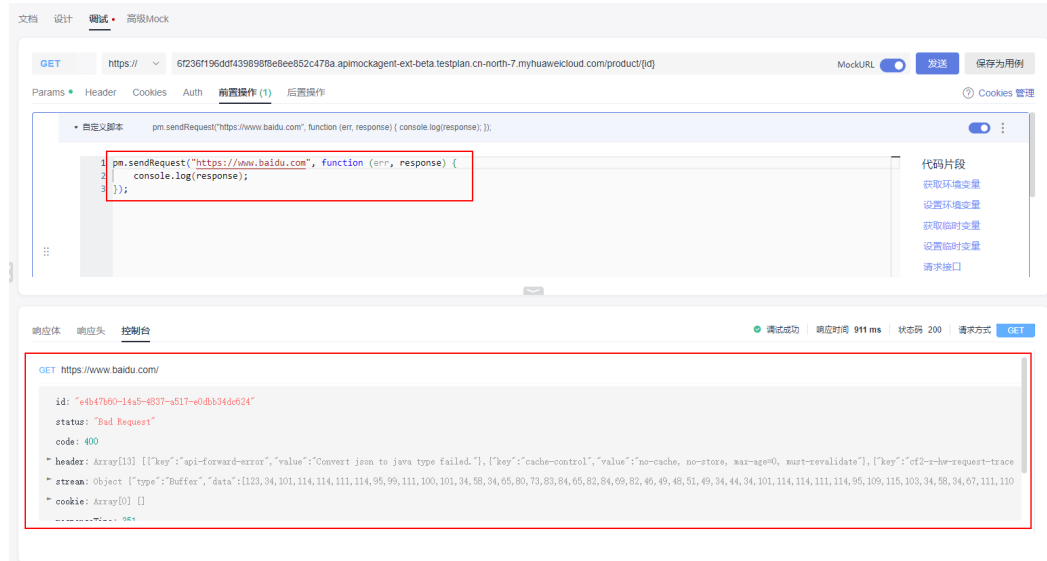 文档 设计 调试 高级Mock
GET https:// 6f236f196ddf439898f8e8ee852c478a.apimockagent-ext-beta.testplan.cn-north-7.myhuaweicloud.com/product/{id} MockURL 发送 保存为用例
Params Header Cookies Auth 前置操作 (1) 后置操作 Cookies 管理
自定义脚本 pm.sendRequest("https://www.baidu.com", function (err, response) { console.log(response); });
1 pm.sendRequest("https://www.baidu.com", function (err, response) {
2 console.log(response);
3 });
代码片段
获取环境变量
设置环境变量
获取临时变量
设置临时变量
请求接口
响应体 响应头 控制台 调试成功 响应时间 911 ms 状态码 200 请求方式 GET
GET https://www.baidu.com/
id: "e4b47b60-14a5-4837-a517-e0dbb34dc624"
status: "Bad Request"
code: 400
header: Array[13] [{"key":"api-forward-error","value":"Convert json to java type failed."},{"key":"cache-control","value":"no-cache, no-store, max-age=0, must-revalidate"},{"key":"cf2-r-hw-request-trace
stream: Object {"type":"Buffer","data":[123,34,101,114,114,111,114,95,99,111,100,101,34,58,34,65,80,73,83,84,65,82,84,69,82,46,49,48,51,49,34,44,34,101,114,114,111,114,95,109,115,103,34,58,34,67,111,110
cookie: Array[0] []
responseTime: 251